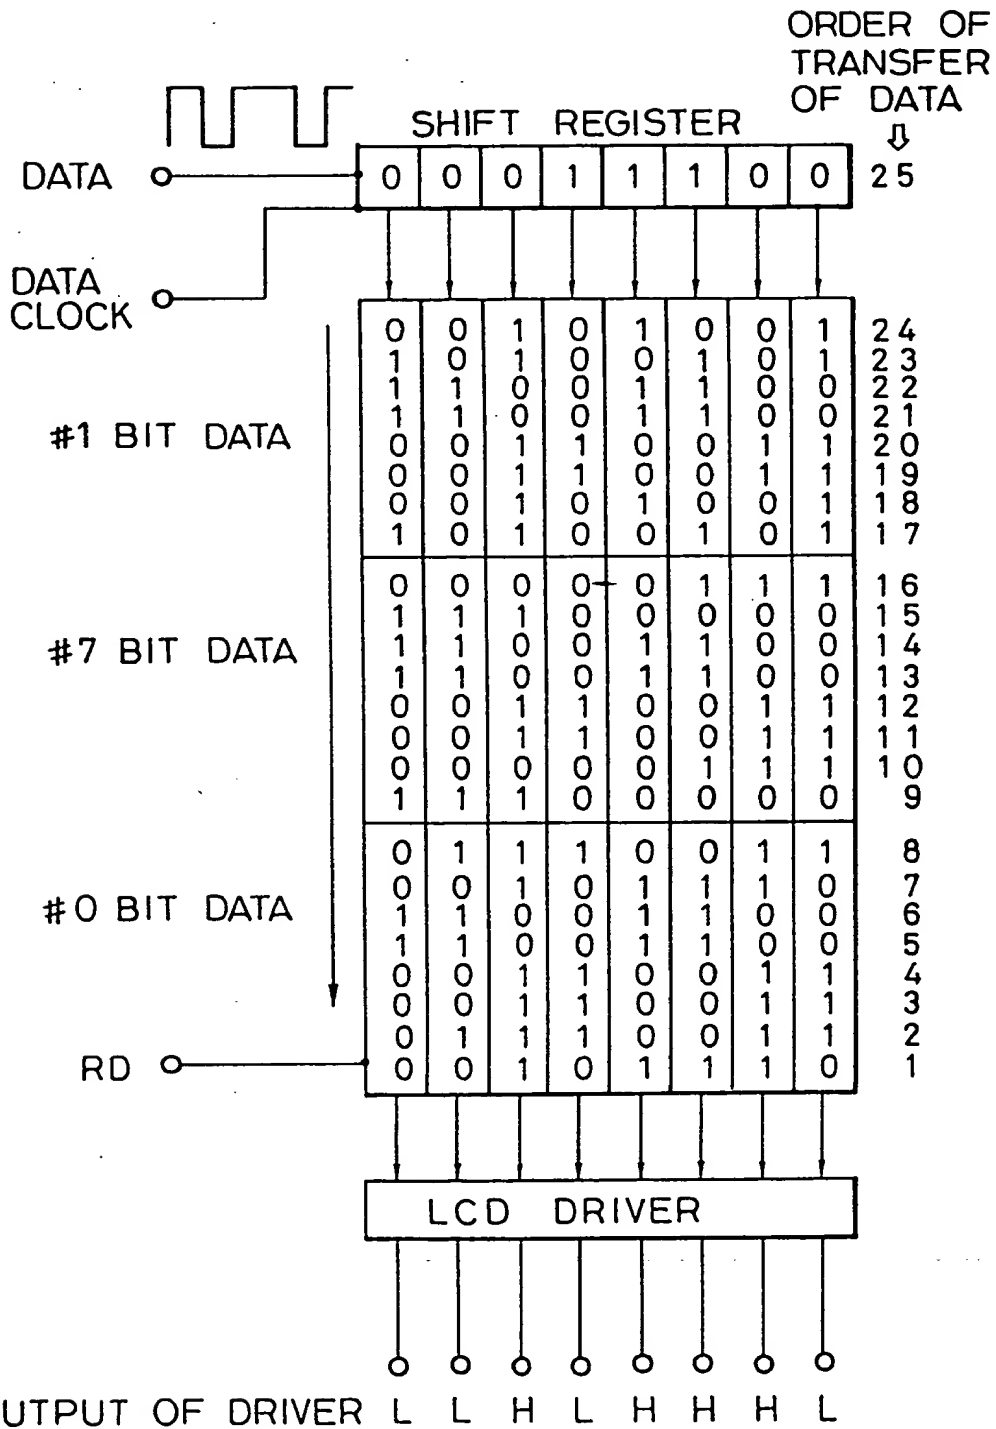 ORDER OF
TRANSFER
OF DATA
SHIFT REGISTER
DATA 0 0 0 1 1 1 0 0 25
DATA
CLOCK
0 0 1 0 1 0 0 1 24
1 0 1 0 0 1 0 1 23
1 1 0 0 1 1 0 0 22
1 1 0 0 1 1 0 0 21
#1 BIT DATA 0 0 1 1 0 0 1 1 20
0 0 1 1 0 0 1 1 19
0 0 1 0 1 0 0 1 18
1 0 1 0 0 1 0 1 17
0 0 0 0 0 1 1 1 16
1 1 1 0 0 0 0 0 15
#7 BIT DATA 1 1 0 0 1 1 0 0 14
1 1 0 0 1 1 0 0 13
0 0 1 1 0 0 1 1 12
0 0 1 1 0 0 1 1 11
0 0 0 0 0 1 1 1 10
1 1 1 0 0 0 0 0 9
0 1 1 1 0 0 1 1 8
0 0 1 0 1 1 1 0 7
#0 BIT DATA 1 1 0 0 1 1 0 0 6
1 1 0 0 1 1 0 0 5
0 0 1 1 0 0 1 1 4
0 0 1 1 0 0 1 1 3
0 1 1 1 0 0 1 1 2
RD 0 0 1 0 1 1 1 0 1
LCD DRIVER
UTPUT OF DRIVER L L H L H H H L